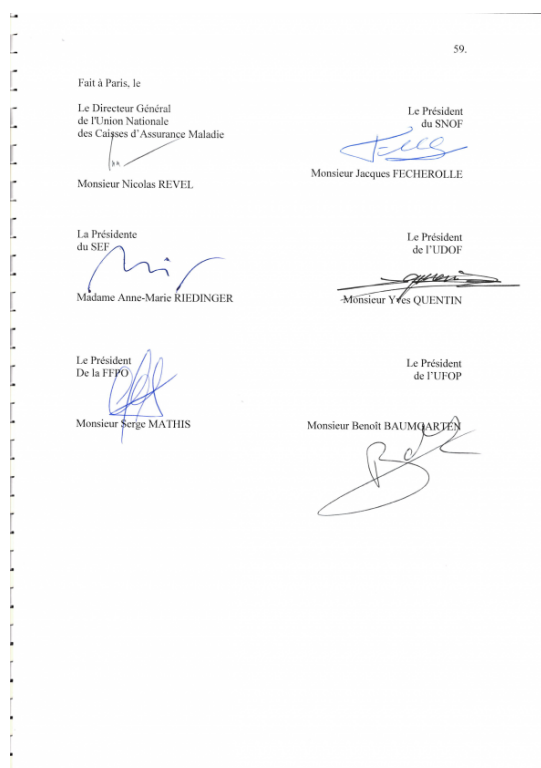 59.
Fait à Paris, le
Le Directeur Général
de l'Union Nationale
des Caisses d'Assurance Maladie
Monsieur Nicolas REVEL
Le Président
du SNOF
Monsieur Jacques FECHEROLLE
La Présidente
du SEF
Madame Anne-Marie RIEDINGER
Le Président
de l'UDOF
Monsieur Yves QUENTIN
Le Président
De la FFPO
Monsieur Serge MATHIS
Le Président
de l'UFOP
Monsieur Benoît BAUMGARTEN